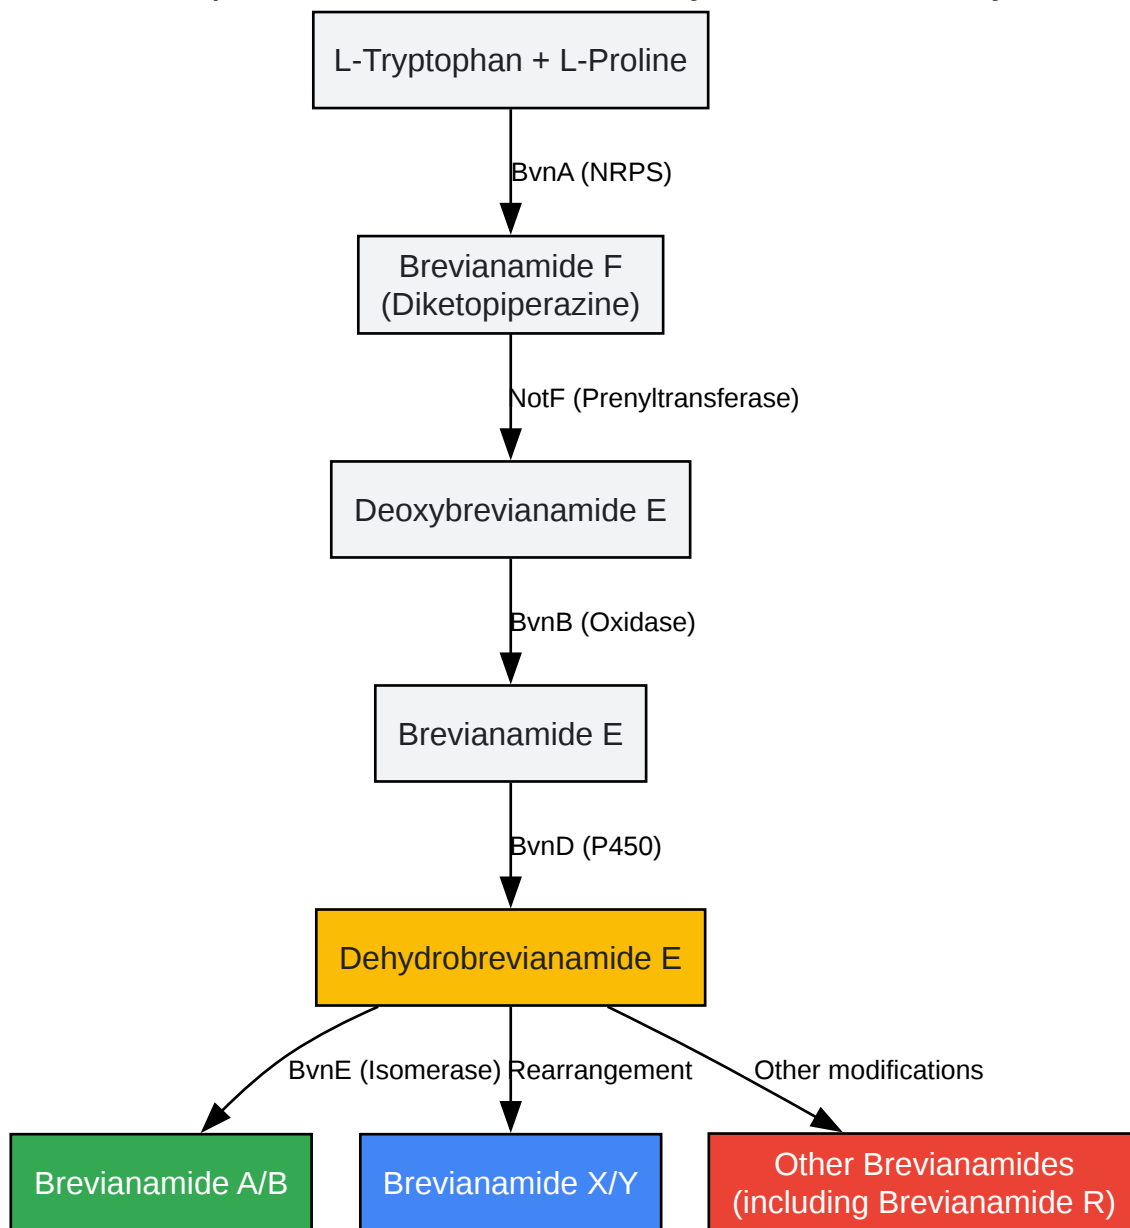 L-Tryptophan + L-Proline
BvnA (NRPS)
Brevianamide F
(Diketopiperazine)
NotF (Prenyltransferase)
Deoxybrevianamide E
BvnB (Oxidase)
Brevianamide E
BvnD (P450)
Dehydrobrevianamide E
BvnE (Isomerase)
Rearrangement
Other modifications
Brevianamide A/B
Brevianamide X/Y
Other Brevianamides
(including Brevianamide R)